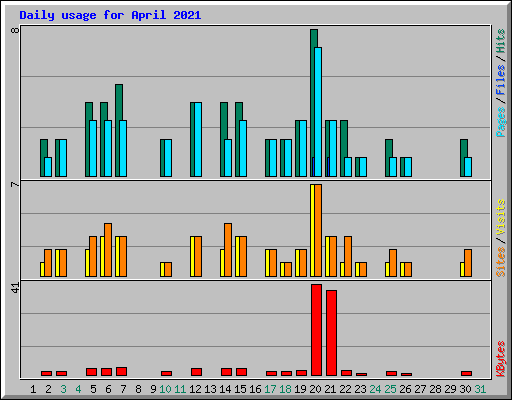 Daily usage for April 2021
8
7
41
Pages/Files/Hits
Sites/Visits
KBytes
1 2 3 4 5 6 7 8 9 10 11 12 13 14 15 16 17 18 19 20 21 22 23 24 25 26 27 28 29 30 31